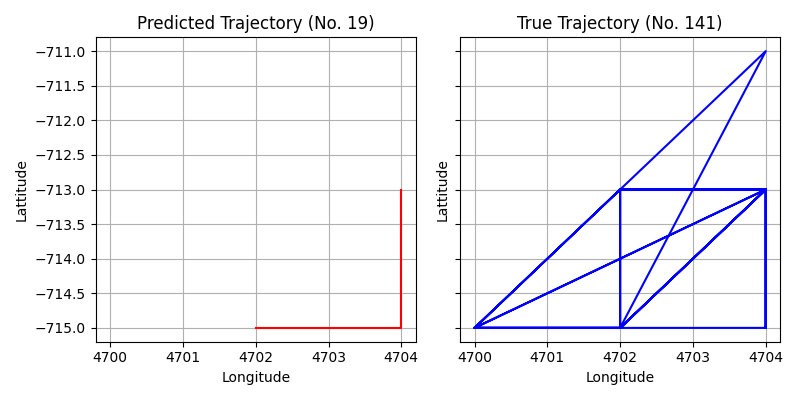 Predicted Trajectory (No. 19)
True Trajectory (No. 141)
−711.0
−711.5
−712.0
−712.5
−713.0
−713.5
−714.0
−714.5
−715.0
Lattitude
Lattitude
4700 4701 4702 4703 4704
4700 4701 4702 4703 4704
Longitude
Longitude